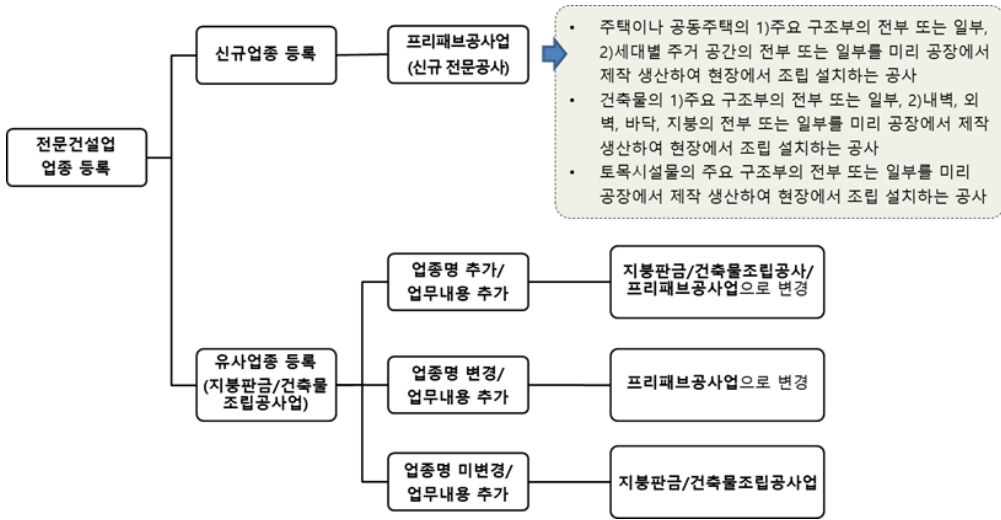 신규업종 등록
프리패브공사업
(신규 전문공사)
• 주택이나 공동주택의 1)주요 구조부의 전부 또는 일부,
2)세대별 주거 공간의 전부 또는 일부를 미리 공장에서
제작 생산하여 현장에서 조립 설치하는 공사
• 건축물의 1)주요 구조부의 전부 또는 일부, 2)내벽, 외
벽, 바닥, 지붕의 전부 또는 일부를 미리 공장에서 제작
생산하여 현장에서 조립 설치하는 공사
• 토목시설물의 주요 구조부의 전부 또는 일부를 미리
공장에서 제작 생산하여 현장에서 조립 설치하는 공사
전문건설업
업종 등록
유사업종 등록
(지붕판금/건축물
조립공사업)
업종명 추가/
업무내용 추가
지붕판금/건축물조립공사/
프리패브공사업으로 변경
업종명 변경/
업무내용 추가
프리패브공사업으로 변경
업종명 미변경/
업무내용 추가
지붕판금/건축물조립공사업